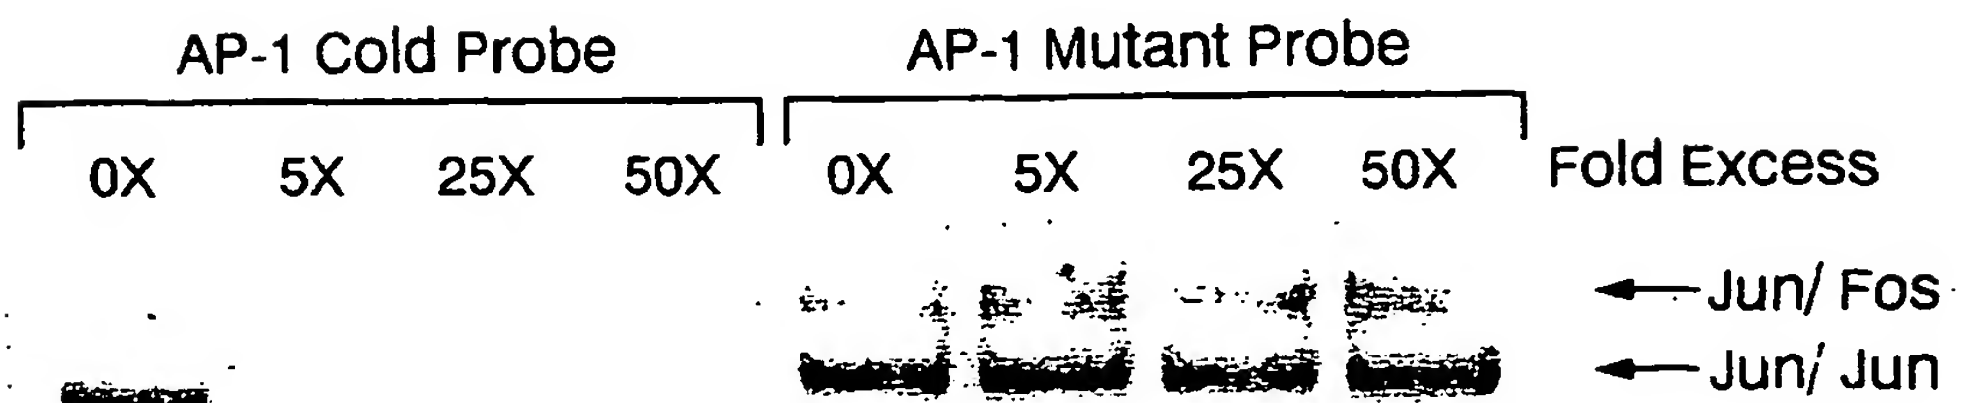 AP-1 Cold Probe AP-1 Mutant Probe
0X 5X 25X 50X 0X 5X 25X 50X Fold Excess
Jun/ Fos
Jun/ Jun